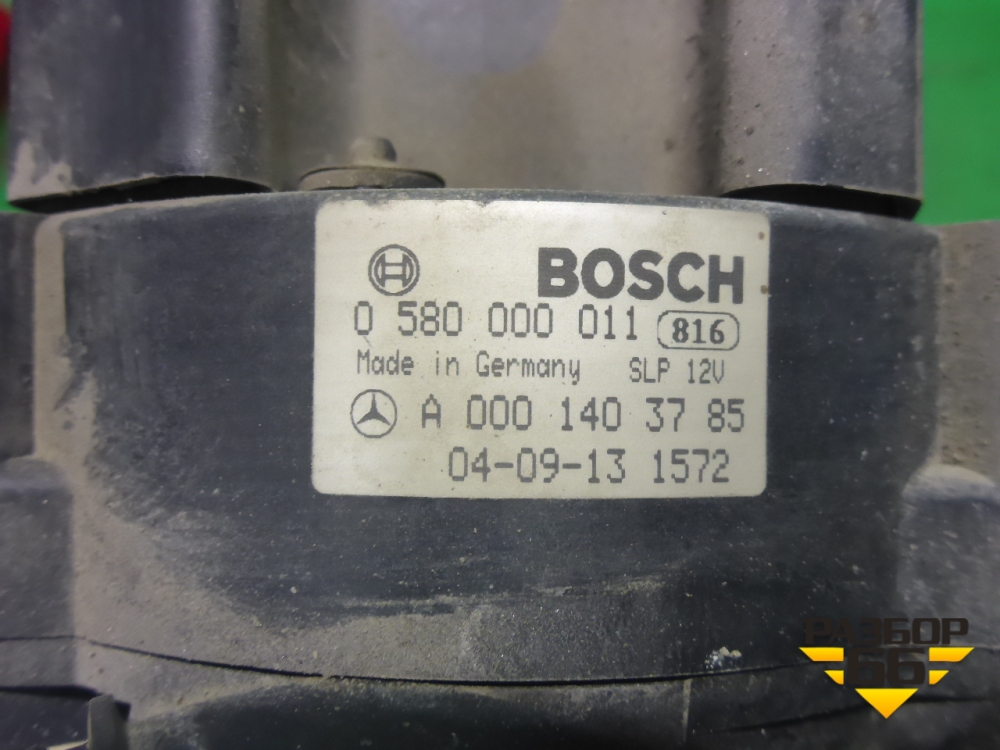 BOSCH
0 580 000 011 816
Made in Germany SLP 12V
A 000 140 37 85
04-09-13 1572
РАЗБОР
66